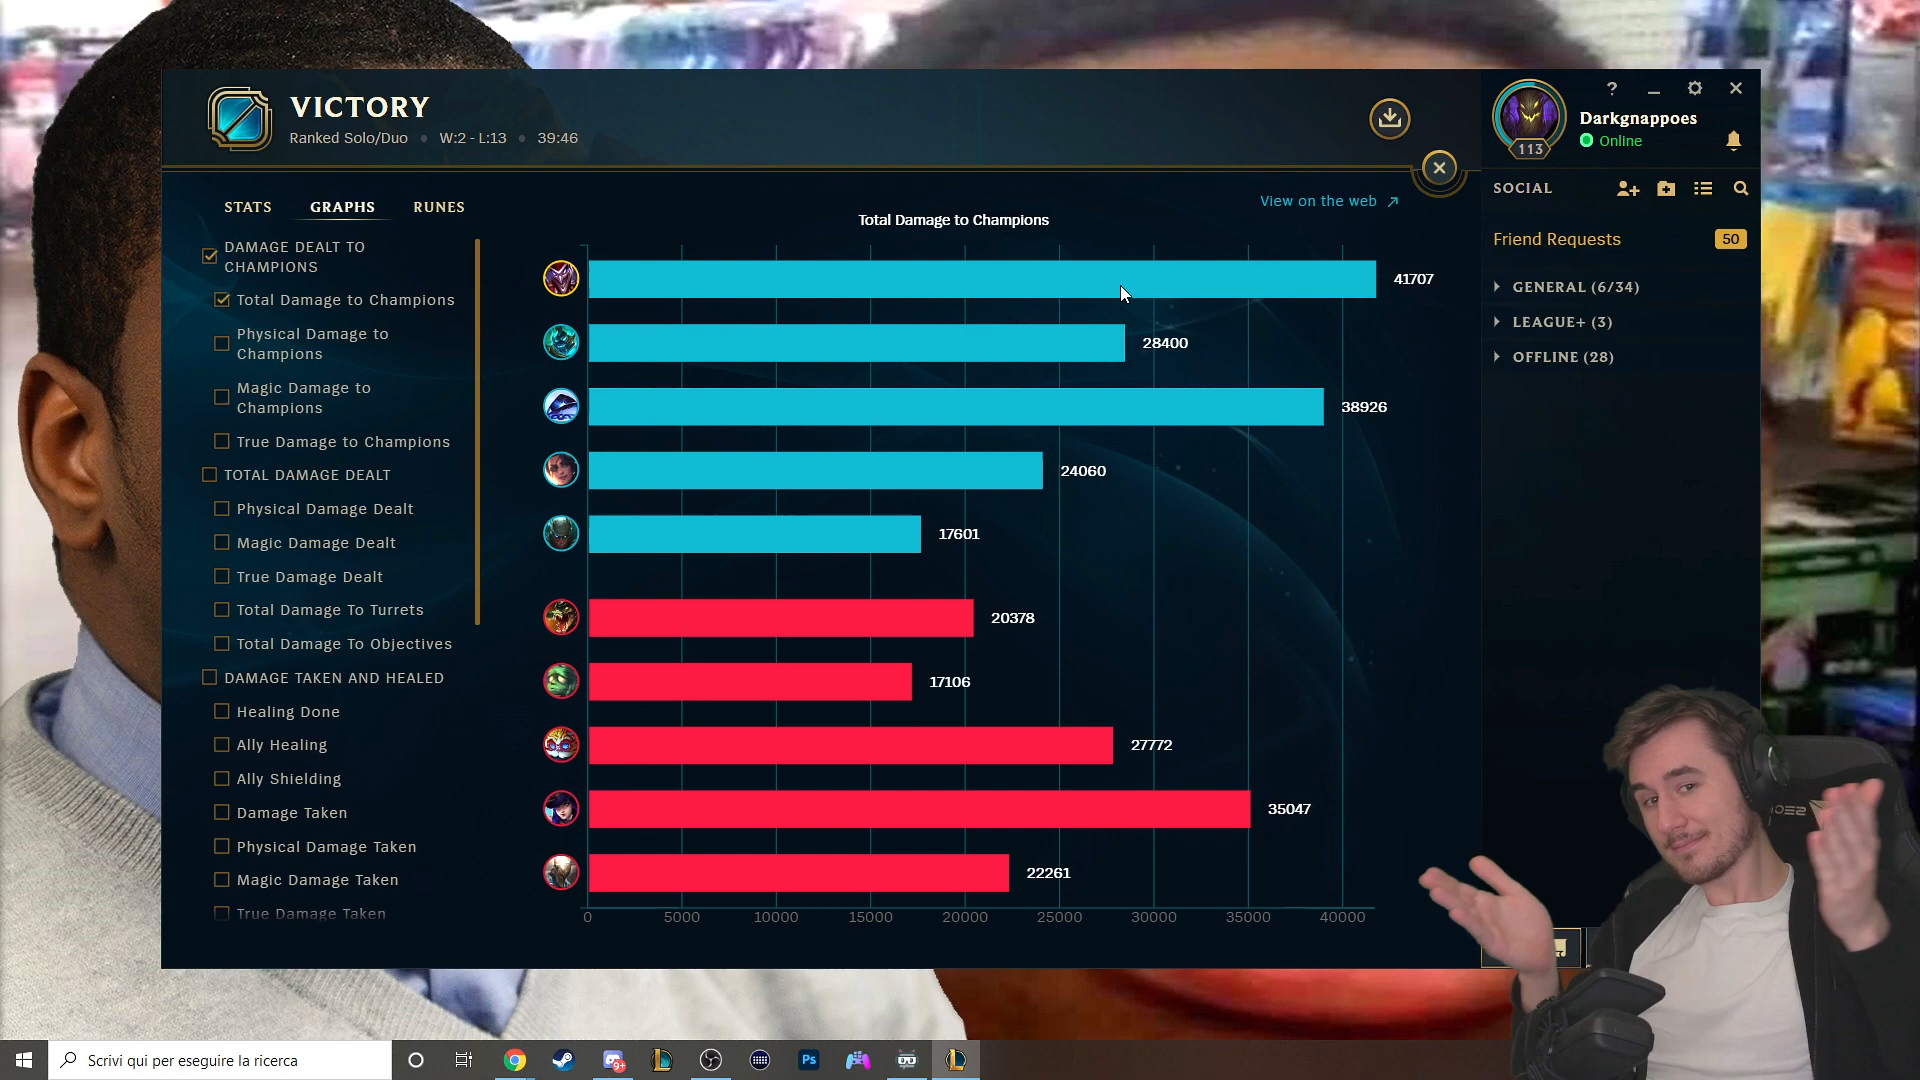 VICTORY
Ranked Solo/Duo • W:2 - L:13 • 39:46
Darkgnappoes
Online
113
SOCIAL
Friend Requests 50
GENERAL (6/34)
LEAGUE+ (3)
OFFLINE (28)
STATS GRAPHS RUNES
View on the web
DAMAGE DEALT TO
CHAMPIONS
Total Damage to Champions
Physical Damage to
Champions
Magic Damage to
Champions
True Damage to Champions
TOTAL DAMAGE DEALT
Physical Damage Dealt
Magic Damage Dealt
True Damage Dealt
Total Damage To Turrets
Total Damage To Objectives
DAMAGE TAKEN AND HEALED
Healing Done
Ally Healing
Ally Shielding
Damage Taken
Physical Damage Taken
Magic Damage Taken
True Damage Taken
Total Damage to Champions
41707
28400
38926
24060
17601
20378
17106
27772
35047
22261
0 5000 10000 15000 20000 25000 30000 35000 40000
Scrivi qui per eseguire la ricerca
9+
Ps